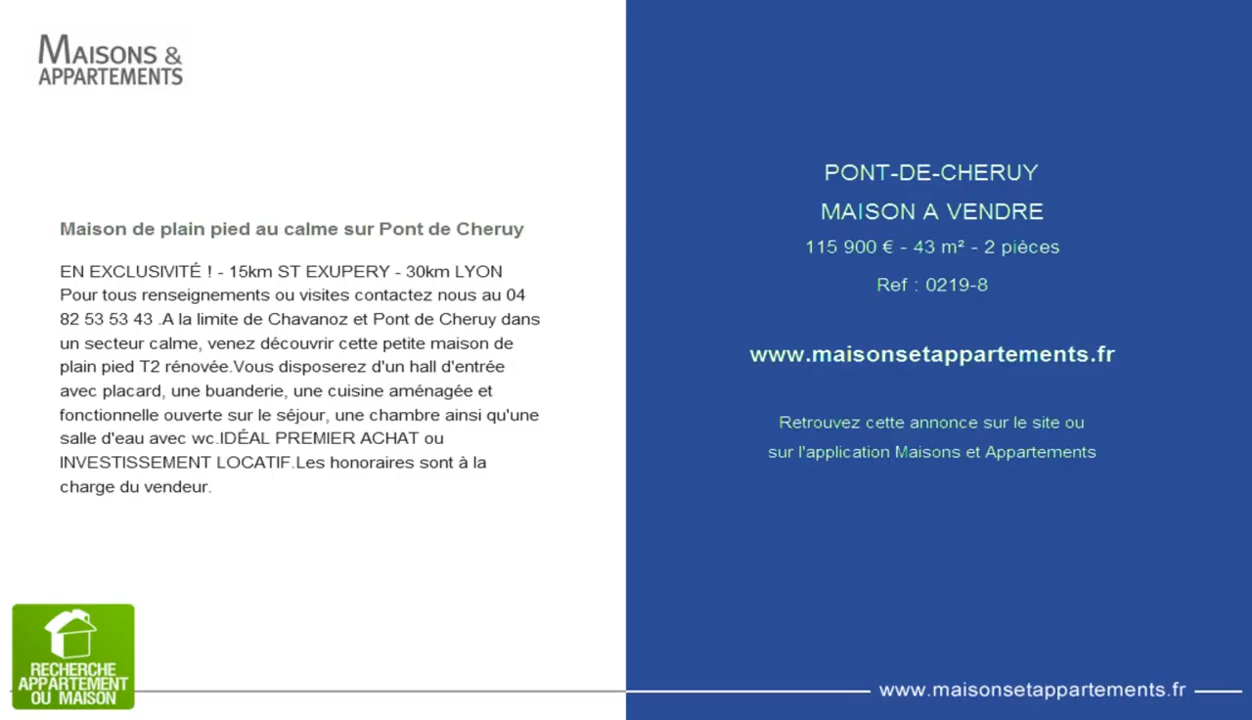 MAISONS &
APPARTEMENTS
Maison de plain pied au calme sur Pont de Cheruy
EN EXCLUSIVITÉ ! - 15km ST EXUPERY - 30km LYON
Pour tous renseignements ou visites contactez nous au 04
82 53 53 43 .A la limite de Chavanoz et Pont de Cheruy dans
un secteur calme, venez découvrir cette petite maison de
plain pied T2 rénovée.Vous disposerez d'un hall d'entrée
avec placard, une buanderie, une cuisine aménagée et
fonctionnelle ouverte sur le séjour, une chambre ainsi qu'une
salle d'eau avec wc.IDÉAL PREMIER ACHAT ou
INVESTISSEMENT LOCATIF.Les honoraires sont à la
charge du vendeur.
RECHERCHE
APPARTEMENT
OU MAISON
PONT-DE-CHERUY
MAISON A VENDRE
115 900 € - 43 m² - 2 pièces
Ref : 0219-8
www.maisonsetappartements.fr
Retrouvez cette annonce sur le site ou
sur l'application Maisons et Appartements
www.maisonsetappartements.fr